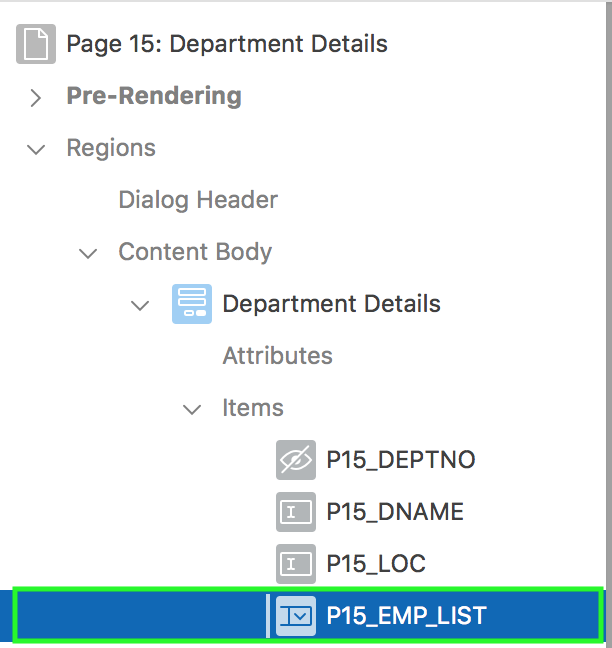 Page 15: Department Details
Pre-Rendering
Regions
Dialog Header
Content Body
Department Details
Attributes
Items
P15_DEPTNO
P15_DNAME
P15_LOC
P15_EMP_LIST